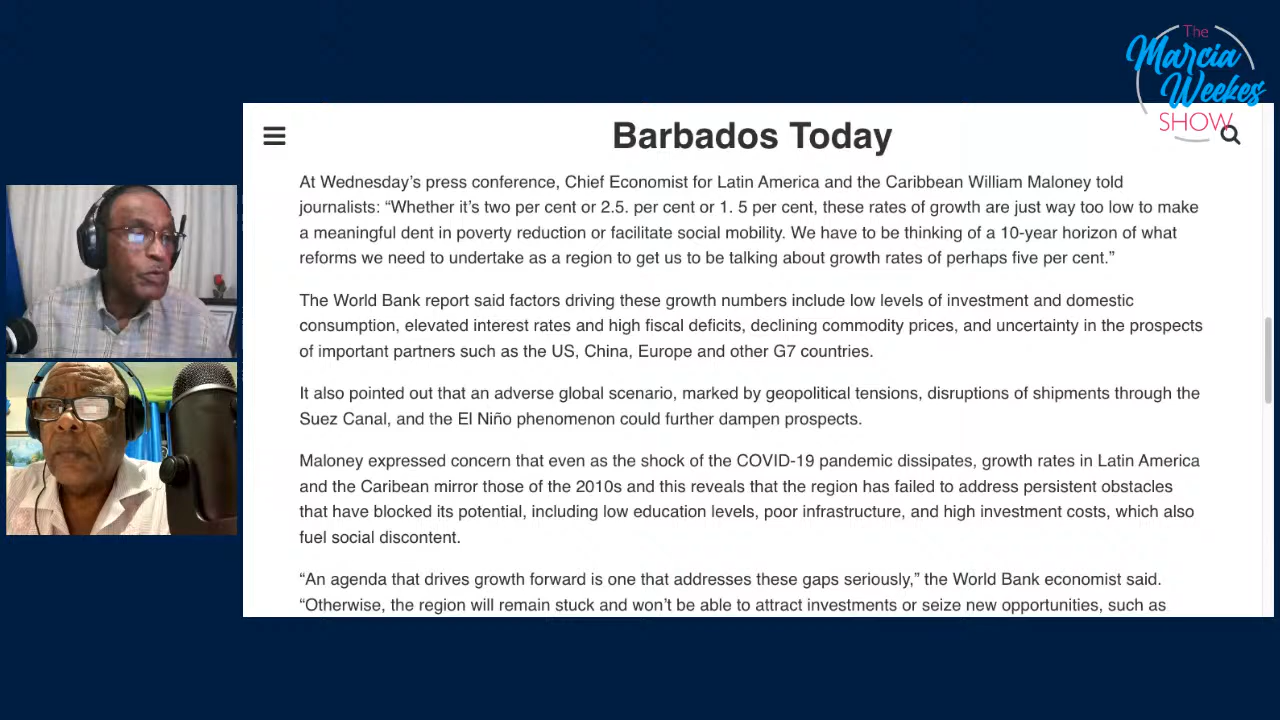 The
Marcia
Weekes
SHOW
Barbados Today
At Wednesday’s press conference, Chief Economist for Latin America and the Caribbean William Maloney told
journalists: “Whether it’s two per cent or 2.5. per cent or 1. 5 per cent, these rates of growth are just way too low to make
a meaningful dent in poverty reduction or facilitate social mobility. We have to be thinking of a 10-year horizon of what
reforms we need to undertake as a region to get us to be talking about growth rates of perhaps five per cent.”
The World Bank report said factors driving these growth numbers include low levels of investment and domestic
consumption, elevated interest rates and high fiscal deficits, declining commodity prices, and uncertainty in the prospects
of important partners such as the US, China, Europe and other G7 countries.
It also pointed out that an adverse global scenario, marked by geopolitical tensions, disruptions of shipments through the
Suez Canal, and the El Niño phenomenon could further dampen prospects.
Maloney expressed concern that even as the shock of the COVID-19 pandemic dissipates, growth rates in Latin America
and the Caribean mirror those of the 2010s and this reveals that the region has failed to address persistent obstacles
that have blocked its potential, including low education levels, poor infrastructure, and high investment costs, which also
fuel social discontent.
“An agenda that drives growth forward is one that addresses these gaps seriously,” the World Bank economist said.
“Otherwise, the region will remain stuck and won’t be able to attract investments or seize new opportunities, such as